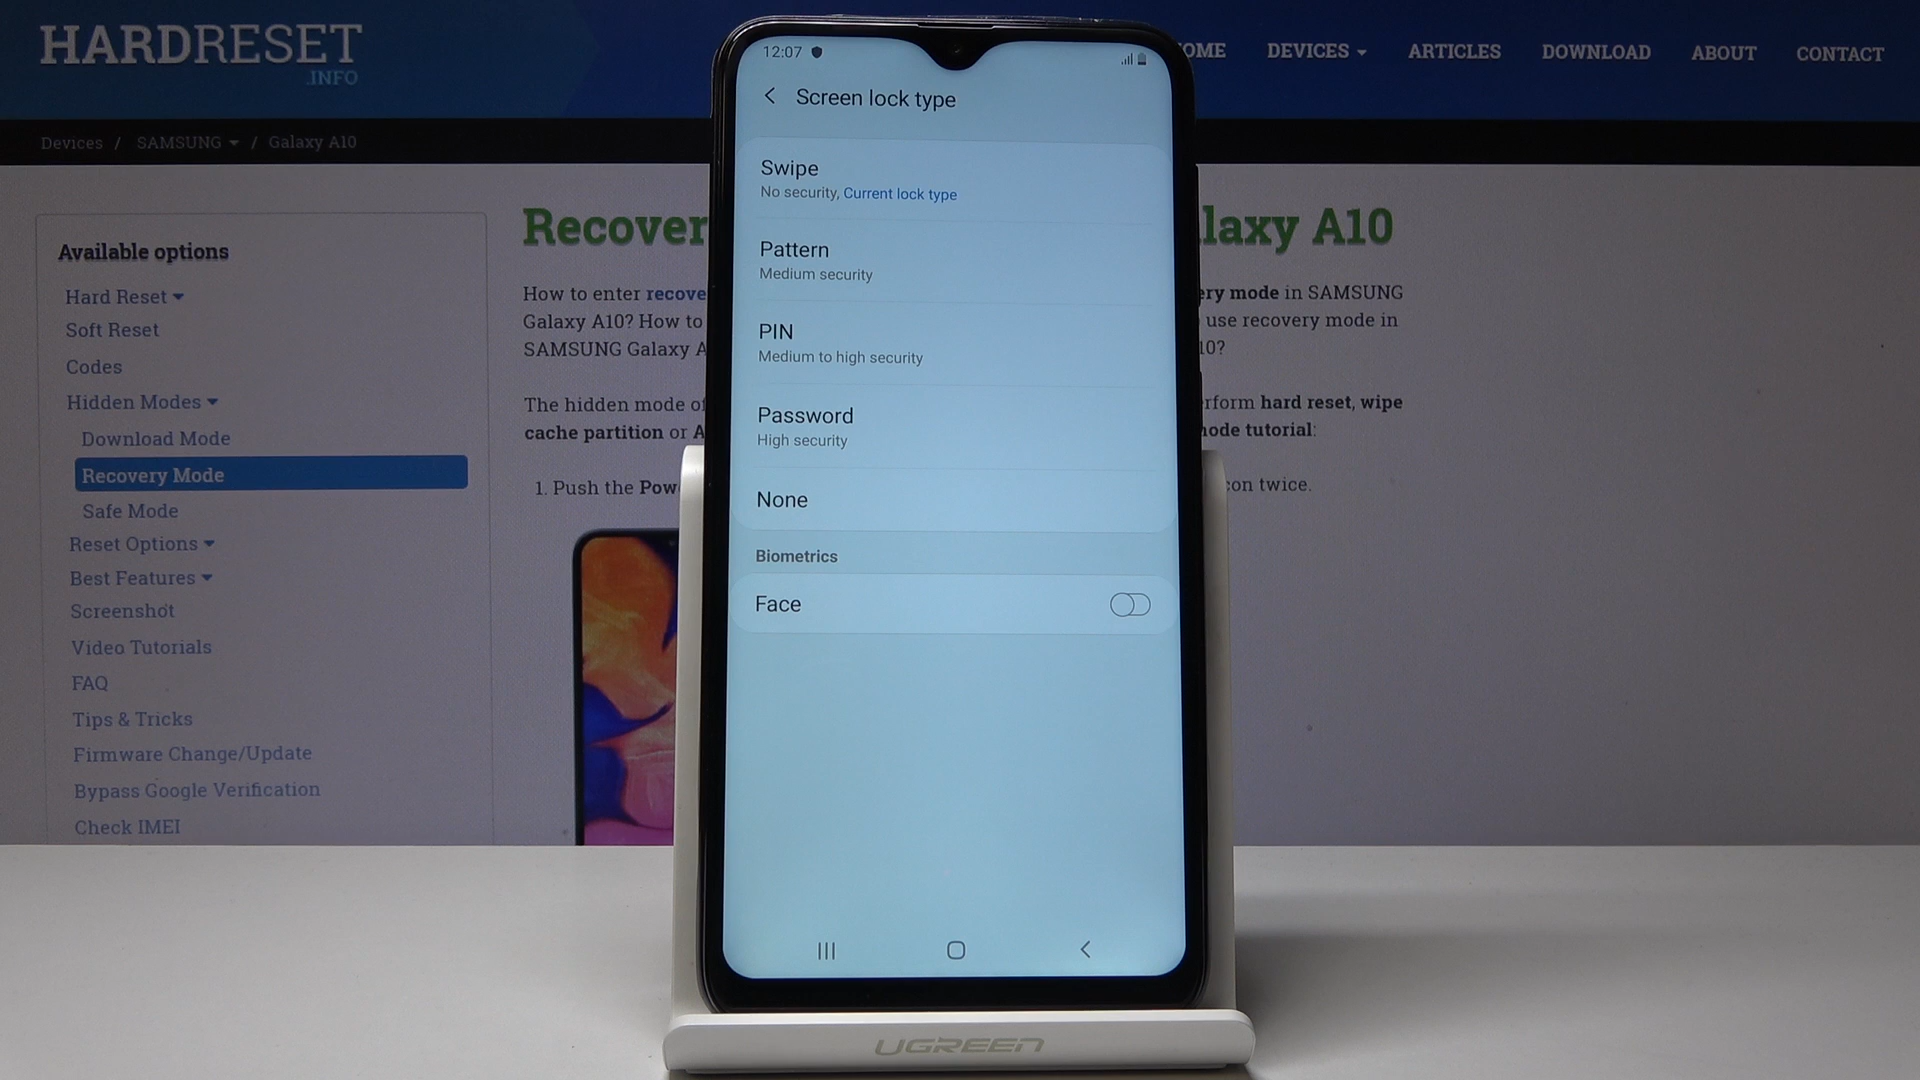 HARDRESET
.INFO
OME DEVICES ARTICLES DOWNLOAD ABOUT CONTACT
Devices / SAMSUNG / Galaxy A10
Available options
Hard Reset
Soft Reset
Codes
Hidden Modes
Download Mode
Recovery Mode
Safe Mode
Reset Options
Best Features
Screenshot
Video Tutorials
FAQ
Tips & Tricks
Firmware Change/Update
Bypass Google Verification
Check IMEI
Recover laxy A10
How to enter recove ery mode in SAMSUNG
Galaxy A10? How to use recovery mode in
SAMSUNG Galaxy A 10?
The hidden mode of rform hard reset, wipe
cache partition or A mode tutorial:
1. Push the Pow con twice.
12:07
Screen lock type
Swipe
No security, Current lock type
Pattern
Medium security
PIN
Medium to high security
Password
High security
None
Biometrics
Face
UGREEN